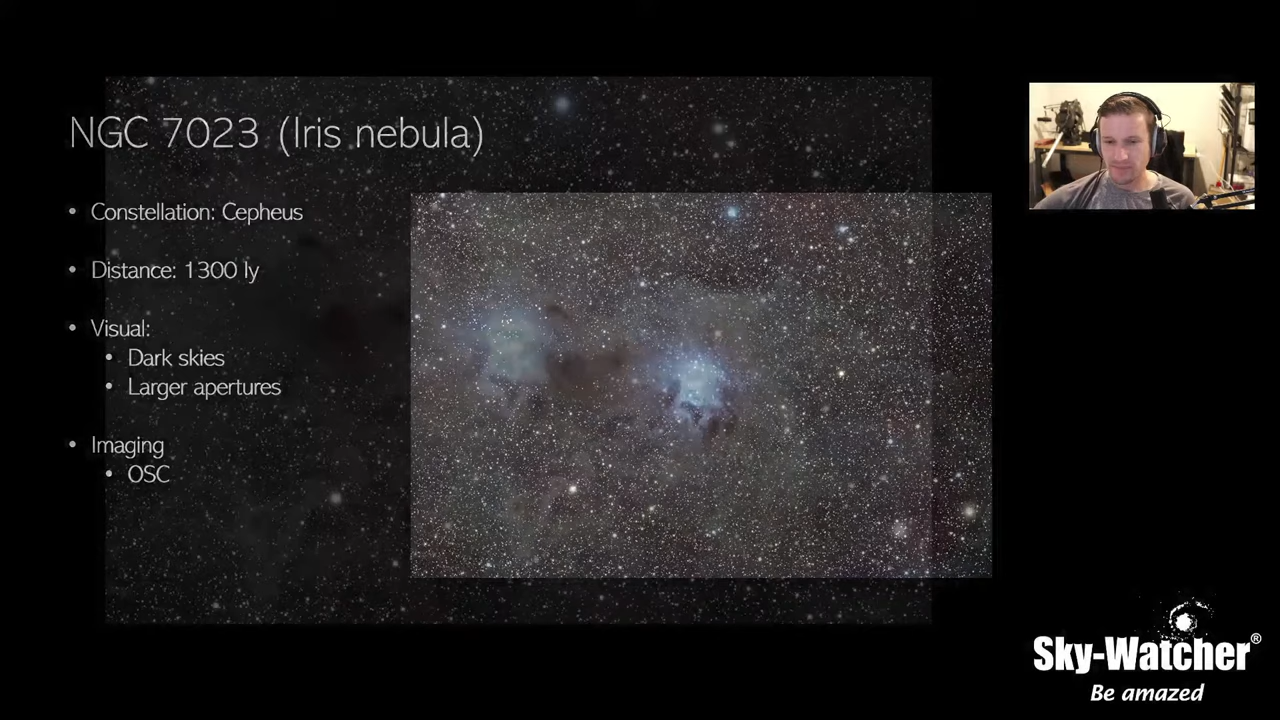 NGC 7023 (Iris nebula)
• Constellation: Cepheus
• Distance: 1300 ly
• Visual:
• Dark skies
• Larger apertures
• Imaging
• OSC
Sky-Watcher®
Be amazed